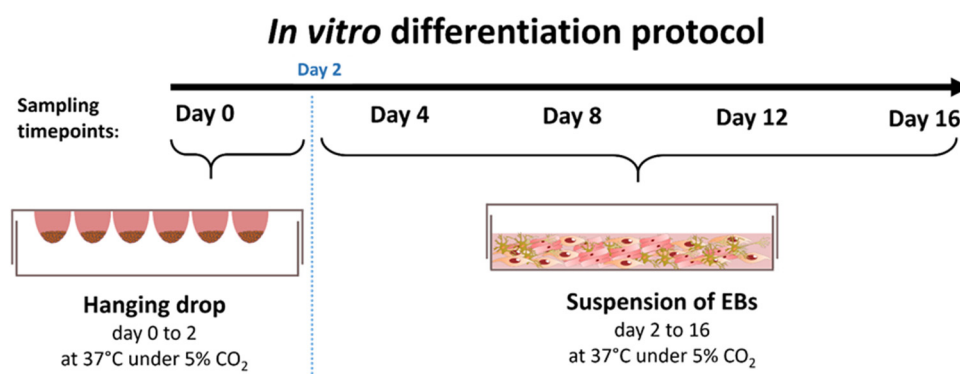 In vitro differentiation protocol
Day 2
Sampling
timepoints:
Day 0
Day 4
Day 8
Day 12
Day 16
Hanging drop
day 0 to 2
at 37°C under 5% CO₂
Suspension of EBs
day 2 to 16
at 37°C under 5% CO₂